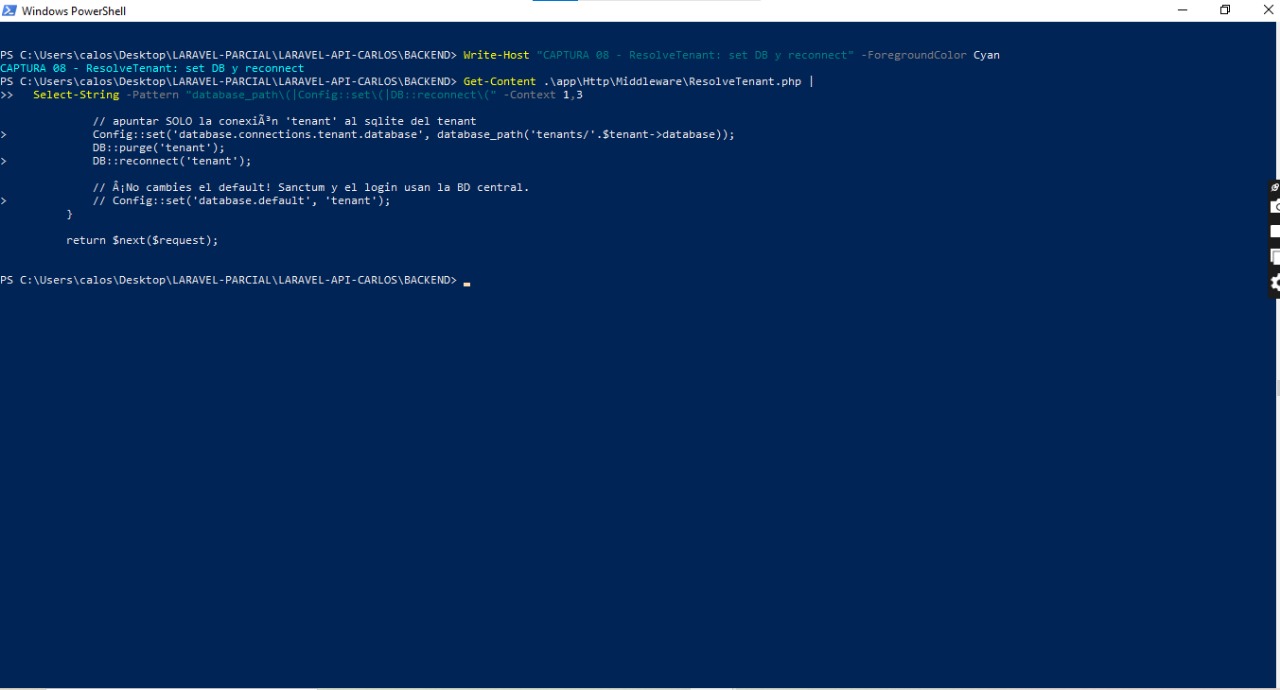 Windows PowerShell
PS C:\Users\calos\Desktop\LARAVEL-PARCIAL\LARAVEL-API-CARLOS\BACKEND> Write-Host "CAPTURA 08 - ResolveTenant: set DB y reconnect" -ForegroundColor Cyan
CAPTURA 08 - ResolveTenant: set DB y reconnect
PS C:\Users\calos\Desktop\LARAVEL-PARCIAL\LARAVEL-API-CARLOS\BACKEND> Get-Content .\app\Http\Middleware\ResolveTenant.php |
>>   Select-String -Pattern "database_path\(|Config::set\(|DB::reconnect\(" -Context 1,3
            // apuntar SOLO la conexiÃ³n 'tenant' al sqlite del tenant
>             Config::set('database.connections.tenant.database', database_path('tenants/'.$tenant->database));
              DB::purge('tenant');
>             DB::reconnect('tenant');
              // Â¡No cambies el default! Sanctum y el login usan la BD central.
>             // Config::set('database.default', 'tenant');
          }
          return $next($request);
PS C:\Users\calos\Desktop\LARAVEL-PARCIAL\LARAVEL-API-CARLOS\BACKEND>